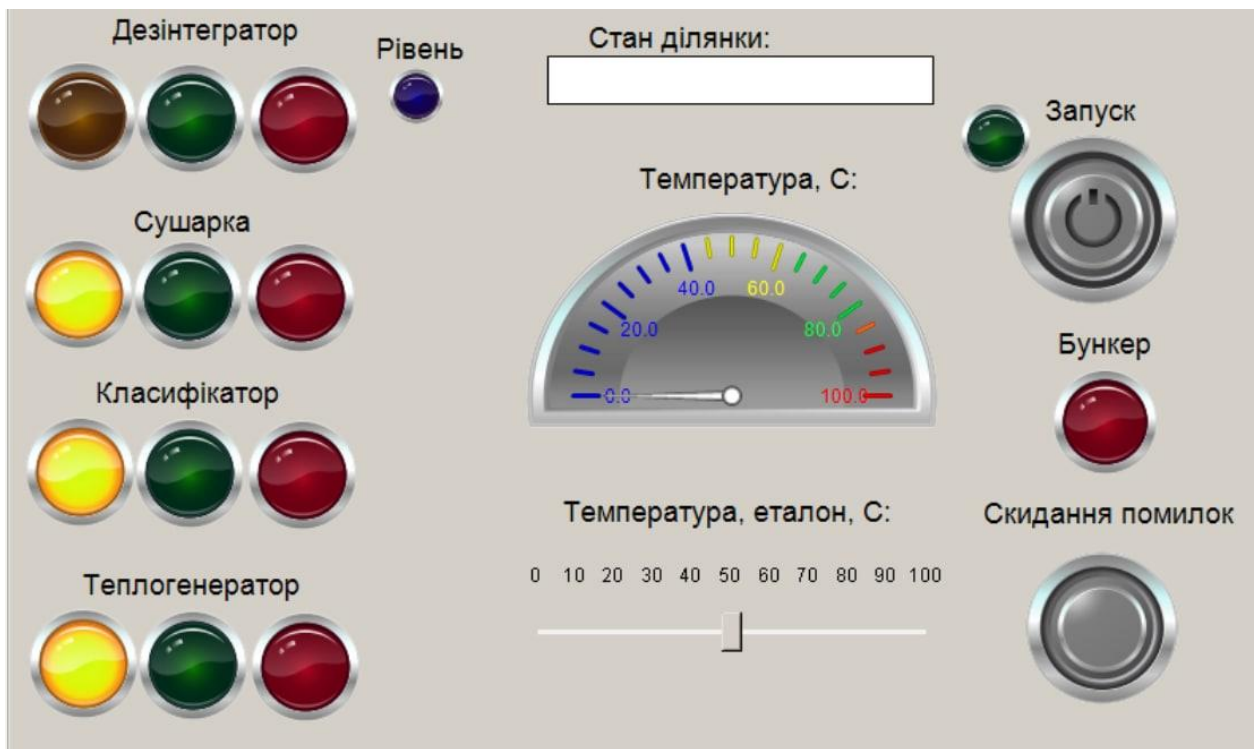 Дезінтегратор
Рівень
Стан ділянки:
Запуск
Температура, С:
Сушарка
0.0
20.0
40.0
60.0
80.0
100.0
Бункер
Класифікатор
Температура, еталон, С:
0 10 20 30 40 50 60 70 80 90 100
Скидання помилок
Теплогенератор